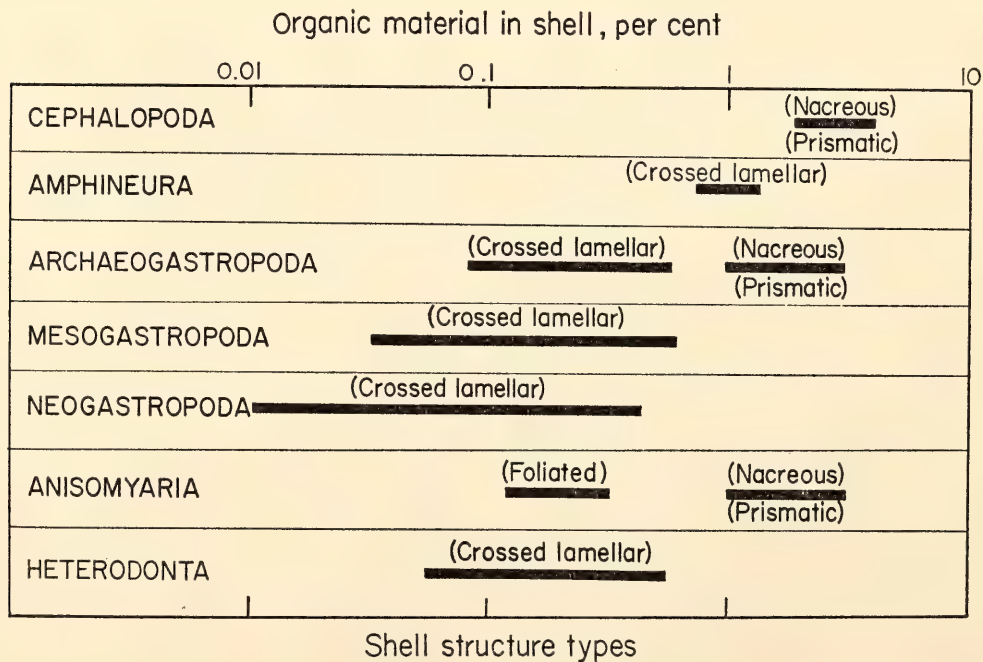 Organic material in shell, per cent
0.01 0.1 1 10
CEPHALOPODA
(Nacreous)
(Prismatic)
AMPHINEURA
(Crossed lamellar)
ARCHAEOGASTROPODA
(Crossed lamellar)
(Nacreous)
(Prismatic)
MESOGASTROPODA
(Crossed lamellar)
NEOGASTROPODA
(Crossed lamellar)
ANISOMYARIA
(Foliated)
(Nacreous)
(Prismatic)
HETERODONTA
(Crossed lamellar)
Shell structure types